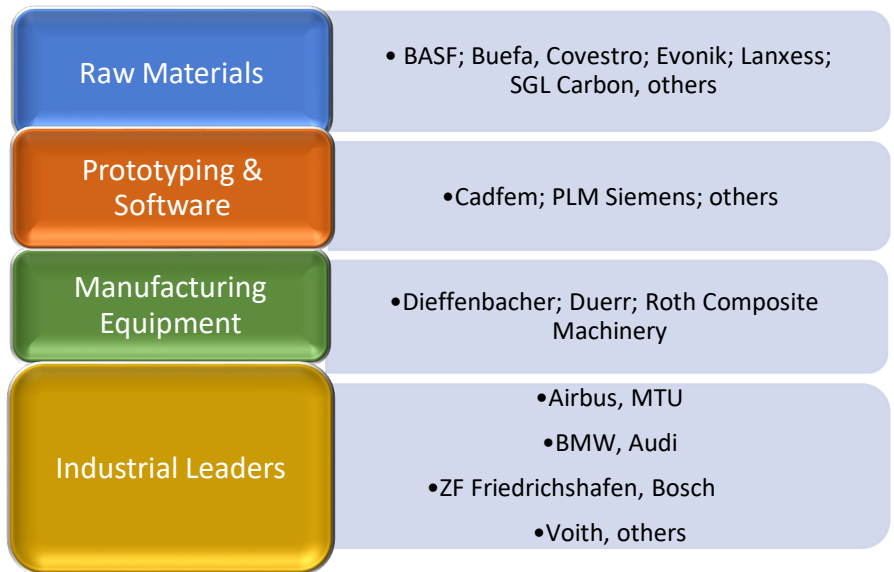 Raw Materials
• BASF; Buefa, Covestro; Evonik; Lanxess;
SGL Carbon, others
Prototyping &
Software
•Cadfem; PLM Siemens; others
Manufacturing
Equipment
•Dieffenbacher; Duerr; Roth Composite
Machinery
Industrial Leaders
•Airbus, MTU
•BMW, Audi
•ZF Friedrichshafen, Bosch
•Voith, others